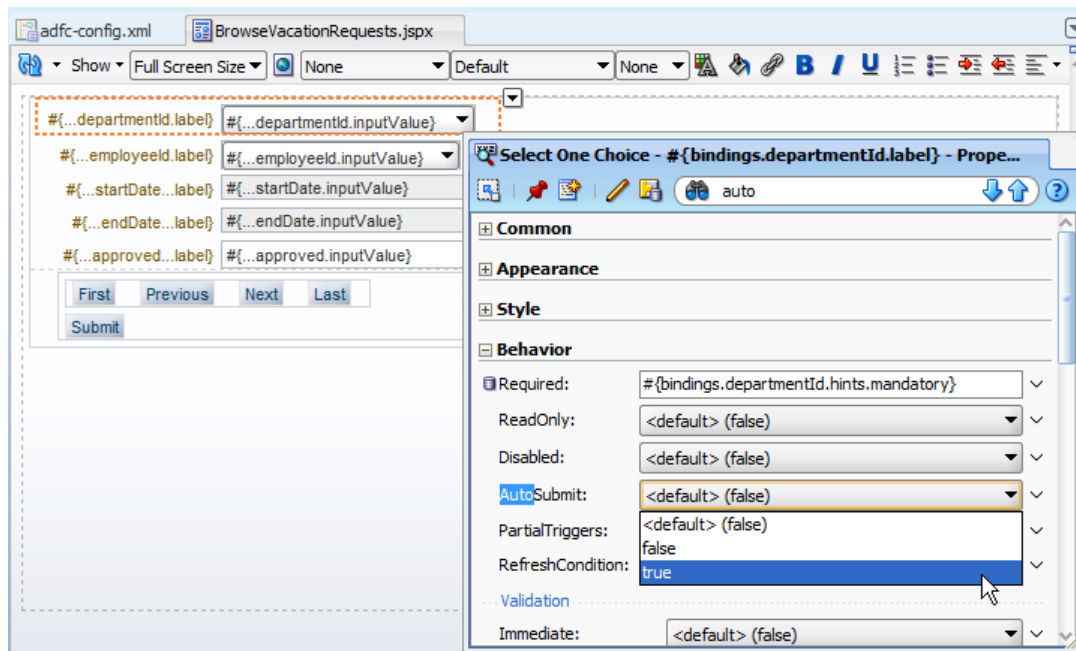 adfc-config.xml BrowseVacationRequests.jspx
Show Full Screen Size None Default None B I U
#{...departmentId.label} #{...departmentId.inputValue}
#{...employeeId.label} #{...employeeId.inputValue}
#{...startDate...label} #{...startDate.inputValue}
#{...endDate...label} #{...endDate.inputValue}
#{...approved...label} #{...approved.inputValue}
First Previous Next Last
Submit
Select One Choice - #{bindings.departmentId.label} - Prope...
auto
Common
Appearance
Style
Behavior
Required: #{bindings.departmentId.hints.mandatory}
ReadOnly: <default> (false)
Disabled: <default> (false)
AutoSubmit: <default> (false)
<default> (false)
PartialTriggers:
false
RefreshCondition:
true
Validation
Immediate: <default> (false)